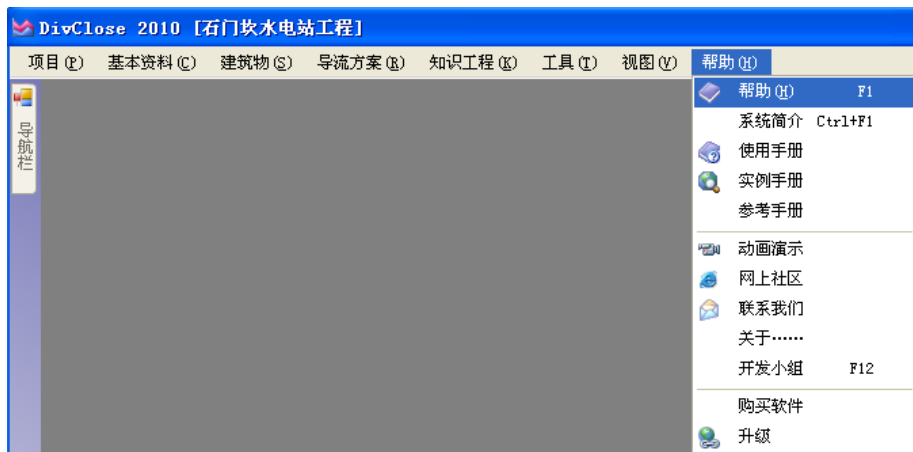 DivClose 2010 [石门坎水电站工程]
项目(P) 基本资料(C) 建筑物(S) 导流方案(R) 知识工程(K) 工具(T) 视图(V) 帮助(H)
导航栏
帮助(H) F1
系统简介 Ctrl+F1
使用手册
实例手册
参考手册
动画演示
网上社区
联系我们
关于……
开发小组 F12
购买软件
升级